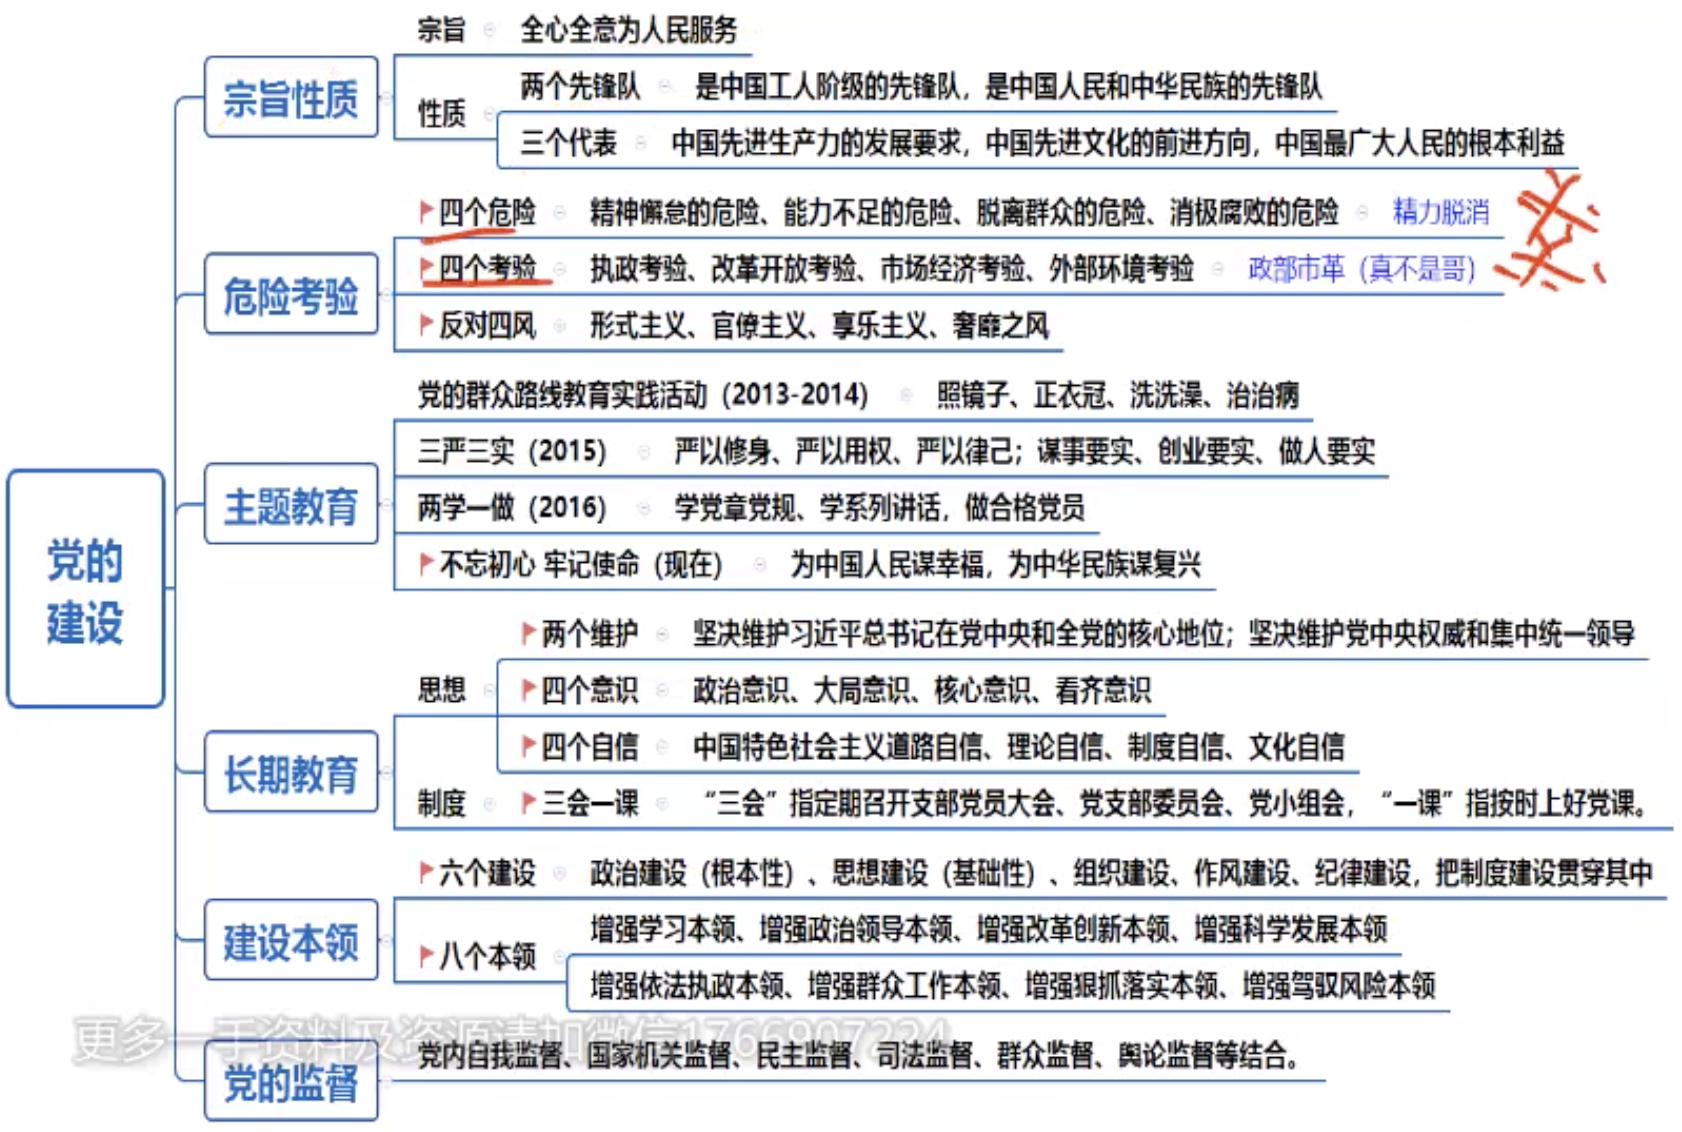 党的
建设
宗旨性质
宗旨 全心全意为人民服务
性质
两个先锋队 是中国工人阶级的先锋队，是中国人民和中华民族的先锋队
三个代表 中国先进生产力的发展要求，中国先进文化的前进方向，中国最广大人民的根本利益
危险考验
四个危险 精神懈怠的危险、能力不足的危险、脱离群众的危险、消极腐败的危险 精力脱消
四个考验 执政考验、改革开放考验、市场经济考验、外部环境考验 政部市革（真不是哥）
反对四风 形式主义、官僚主义、享乐主义、奢靡之风
主题教育
党的群众路线教育实践活动（2013-2014） 照镜子、正衣冠、洗洗澡、治治病
三严三实（2015） 严以修身、严以用权、严以律己；谋事要实、创业要实、做人要实
两学一做（2016） 学党章党规、学系列讲话，做合格党员
不忘初心 牢记使命（现在） 为中国人民谋幸福，为中华民族谋复兴
长期教育
思想
两个维护 坚决维护习近平总书记在党中央和全党的核心地位；坚决维护党中央权威和集中统一领导
四个意识 政治意识、大局意识、核心意识、看齐意识
四个自信 中国特色社会主义道路自信、理论自信、制度自信、文化自信
制度 三会一课 “三会”指定期召开支部党员大会、党支部委员会、党小组会，“一课”指按时上好党课。
建设本领
六个建设 政治建设（根本性）、思想建设（基础性）、组织建设、作风建设、纪律建设，把制度建设贯穿其中
八个本领
增强学习本领、增强政治领导本领、增强改革创新本领、增强科学发展本领
增强依法执政本领、增强群众工作本领、增强狠抓落实本领、增强驾驭风险本领
更多一手资料及资源请加微信1766907234
党的监督
党内自我监督、国家机关监督、民主监督、司法监督、群众监督、舆论监督等结合。